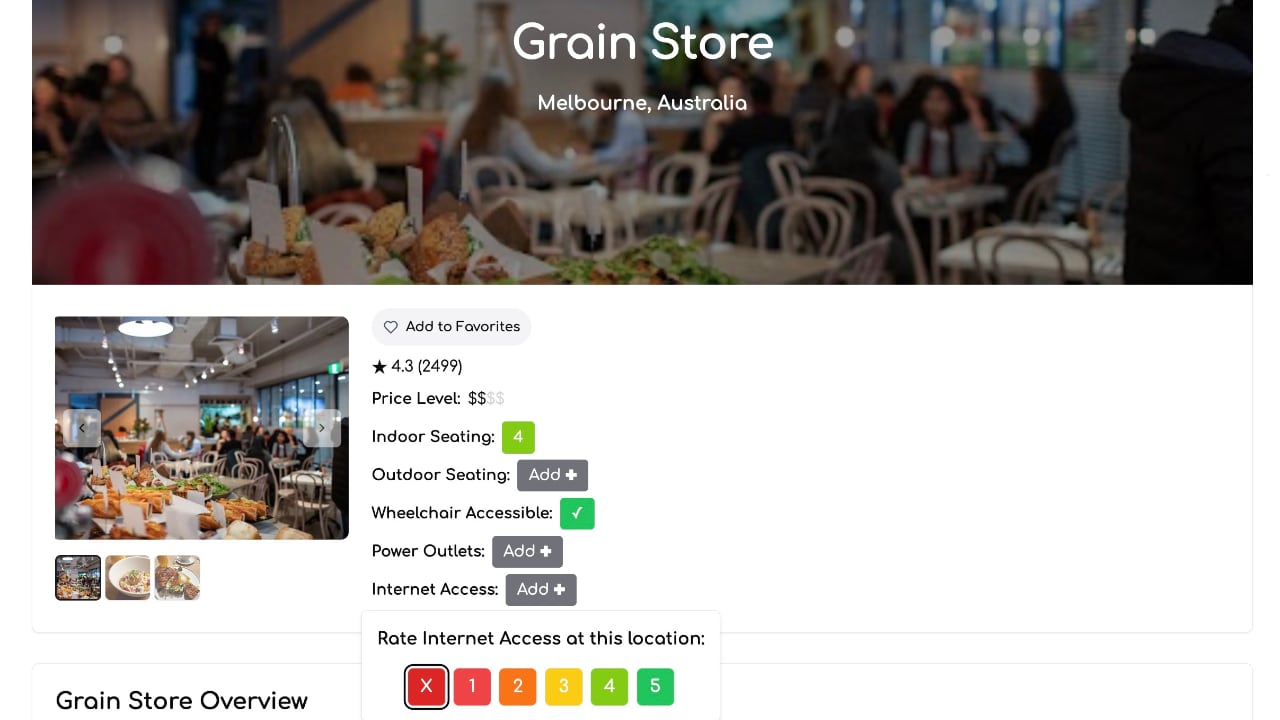 Grain Store
Melbourne, Australia
Add to Favorites
★ 4.3 (2499)
Price Level: $$$$
Indoor Seating: 4
Outdoor Seating: Add ✚
Wheelchair Accessible: ✓
Power Outlets: Add ✚
Internet Access: Add ✚
Rate Internet Access at this location:
X 1 2 3 4 5
Grain Store Overview